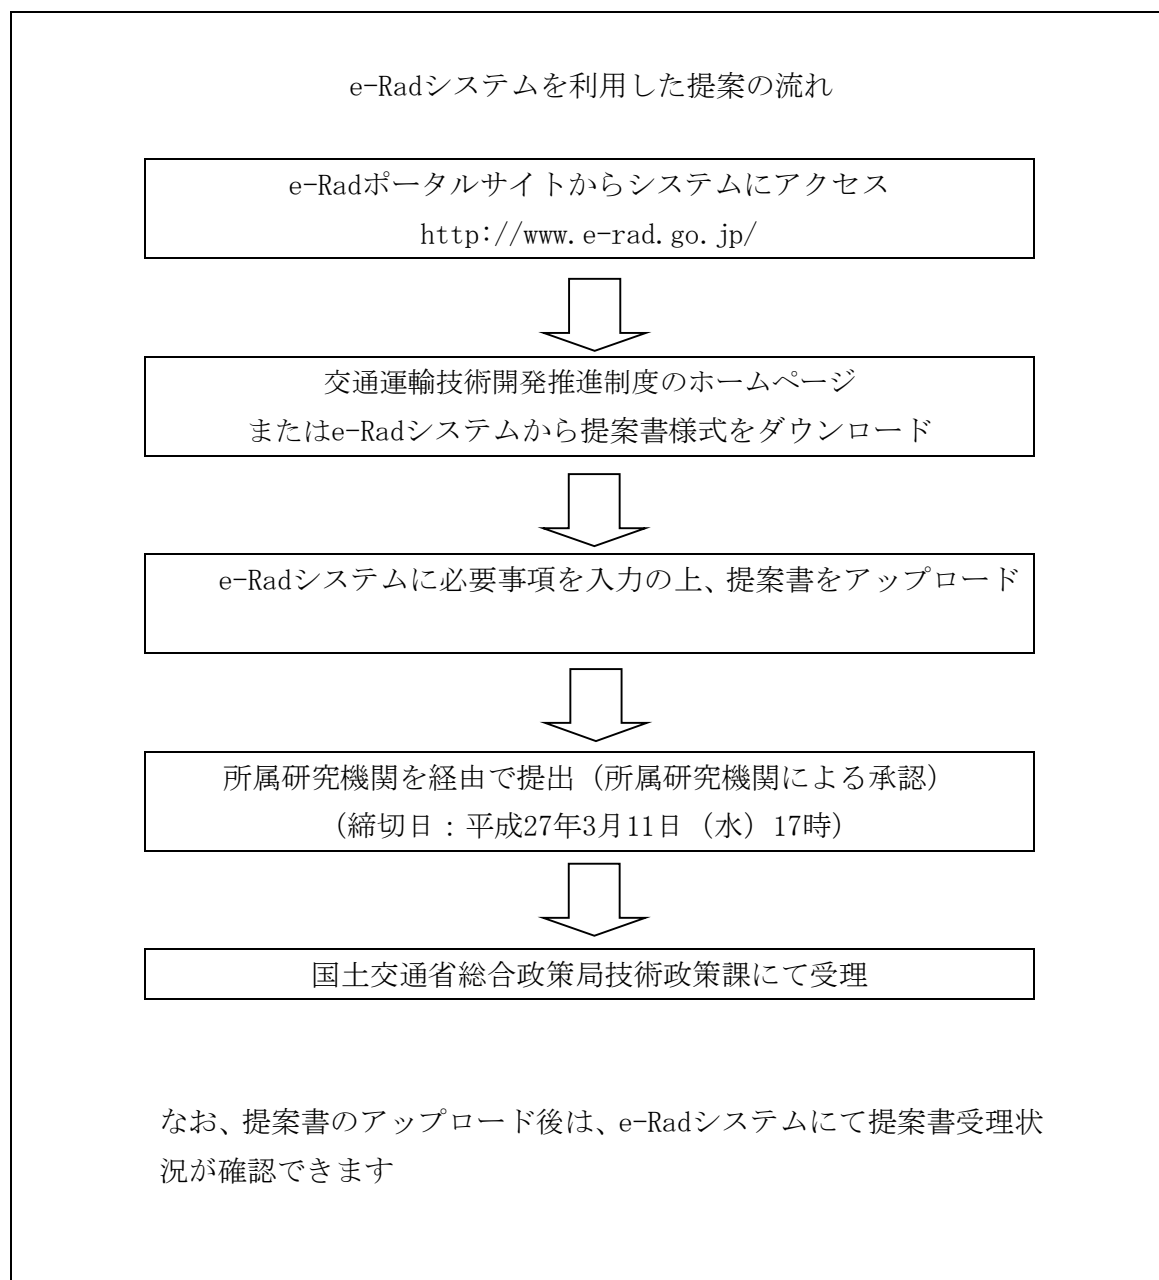 e-Radシステムを利用した提案の流れ
e-Radポータルサイトからシステムにアクセス
http://www.e-rad.go.jp/
交通運輸技術開発推進制度のホームページ
またはe-Radシステムから提案書様式をダウンロード
e-Radシステムに必要事項を入力の上、提案書をアップロード
所属研究機関を経由で提出（所属研究機関による承認）
（締切日：平成27年3月11日（水）17時）
国土交通省総合政策局技術政策課にて受理
なお、提案書のアップロード後は、e-Radシステムにて提案書受理状
況が確認できます